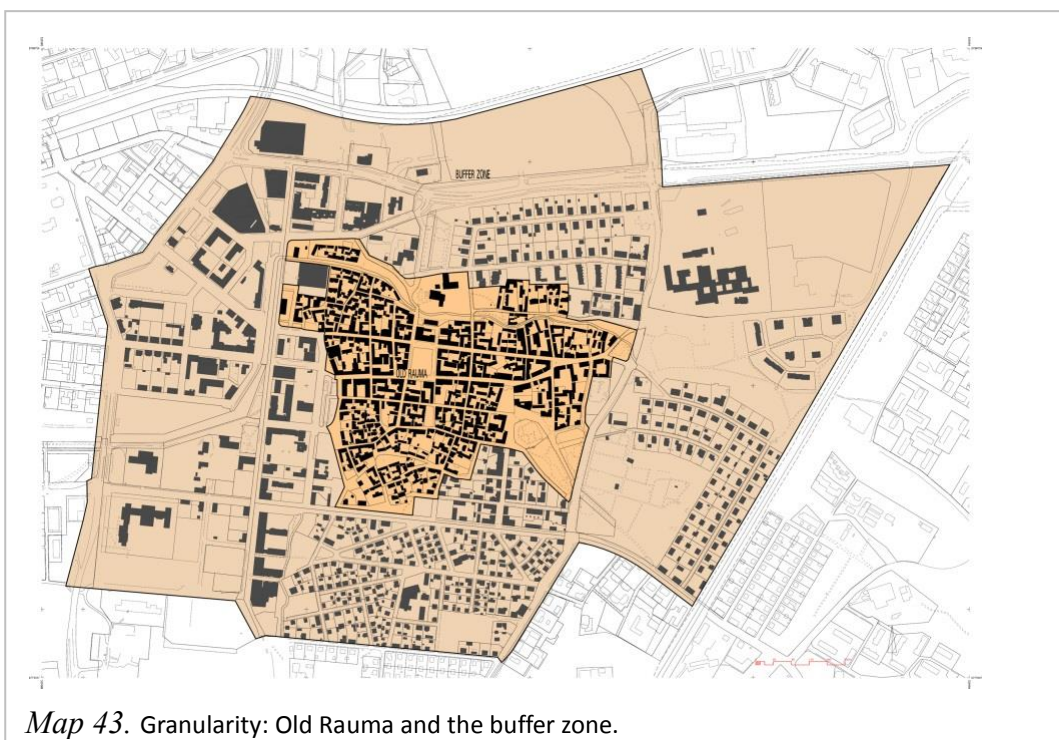 BUFFER ZONE
OLD RAUMA
Map 43. Granularity: Old Rauma and the buffer zone.